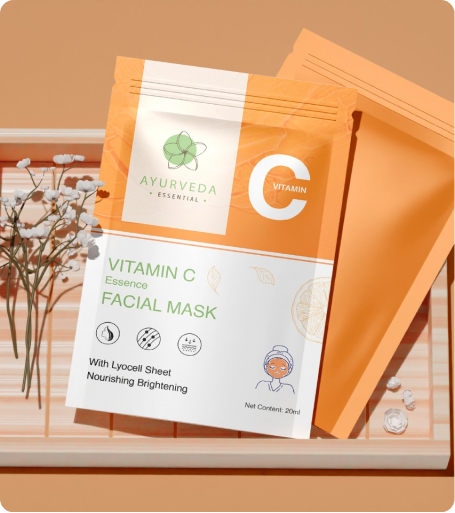 AYURVEDA
• ESSENTIAL •
C
VITAMIN
VITAMIN C
Essence
FACIAL MASK
With Lyocell Sheet
Nourishing Brightening
Net Content: 20ml